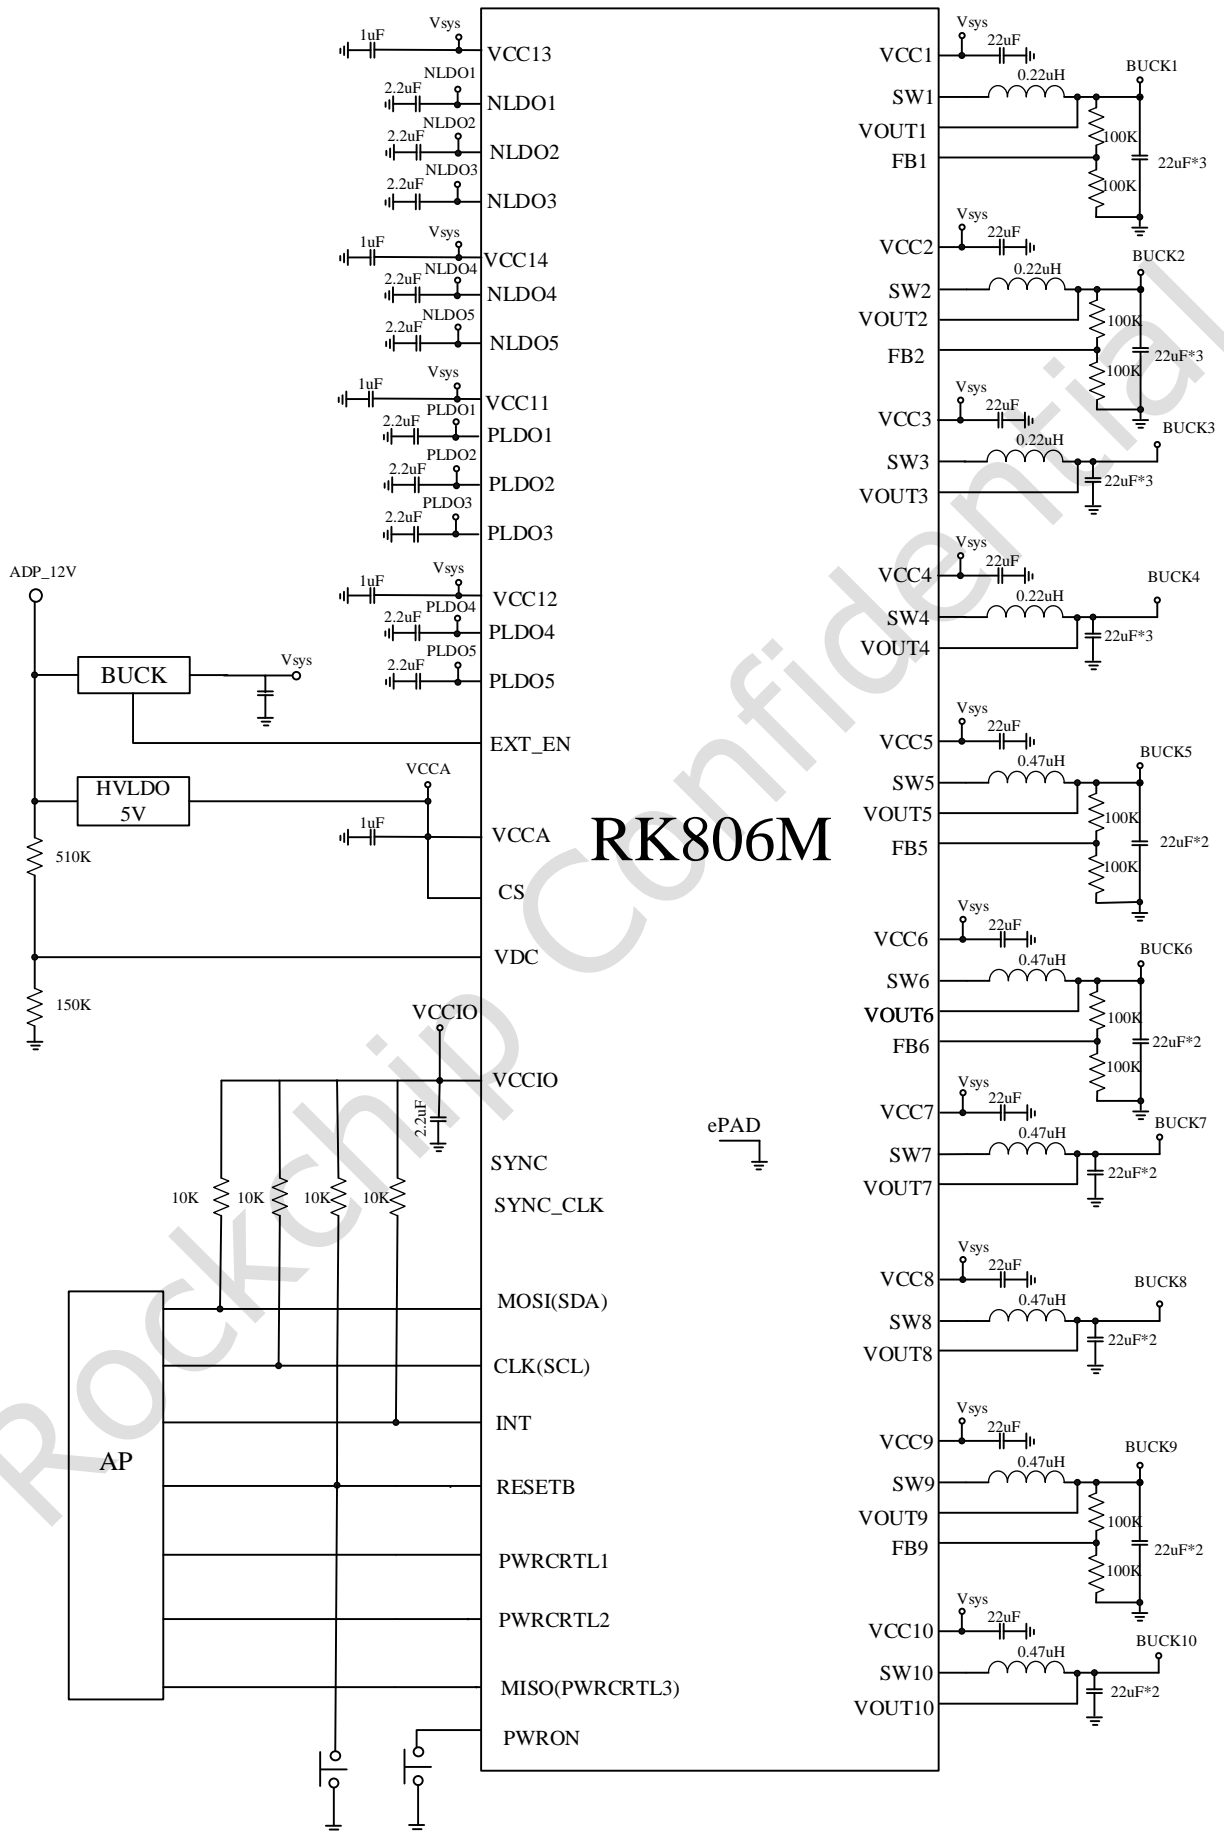 Vsys
1uF
VCC13
NLDO1
2.2uF
NLDO1
NLDO2
2.2uF
NLDO2
NLDO3
2.2uF
NLDO3
Vsys
1uF
VCC14
NLDO4
2.2uF
NLDO4
NLDO5
2.2uF
NLDO5
Vsys
1uF
VCC11
PLDO1
2.2uF
PLDO1
PLDO2
2.2uF
PLDO2
PLDO3
2.2uF
PLDO3
Vsys
1uF
VCC12
PLDO4
2.2uF
PLDO4
PLDO5
2.2uF
PLDO5
ADP_12V
BUCK
Vsys
EXT_EN
HVLDO
5V
VCCA
1uF
VCCA
CS
510K
VDC
150K
VCCIO
VCCIO
2.2uF
SYNC
SYNC_CLK
10K
10K
10K
10K
AP
MOSI(SDA)
CLK(SCL)
INT
RESETB
PWRCRTL1
PWRCRTL2
MISO(PWRCRTL3)
PWRON
RK806M
ePAD
Vsys
22uF
VCC1
0.22uH
BUCK1
SW1
VOUT1
100K
FB1
22uF*3
100K
Vsys
22uF
VCC2
0.22uH
BUCK2
SW2
VOUT2
100K
FB2
22uF*3
100K
Vsys
22uF
VCC3
0.22uH
BUCK3
SW3
22uF*3
VOUT3
Vsys
22uF
VCC4
0.22uH
BUCK4
SW4
22uF*3
VOUT4
Vsys
22uF
VCC5
0.47uH
BUCK5
SW5
VOUT5
100K
FB5
22uF*2
100K
Vsys
22uF
VCC6
0.47uH
BUCK6
SW6
VOUT6
100K
FB6
22uF*2
100K
Vsys
22uF
VCC7
0.47uH
BUCK7
SW7
22uF*2
VOUT7
Vsys
22uF
VCC8
0.47uH
BUCK8
SW8
22uF*2
VOUT8
Vsys
22uF
VCC9
0.47uH
BUCK9
SW9
VOUT9
100K
FB9
22uF*2
100K
Vsys
22uF
VCC10
0.47uH
BUCK10
SW10
22uF*2
VOUT10
Rockchip Confidential